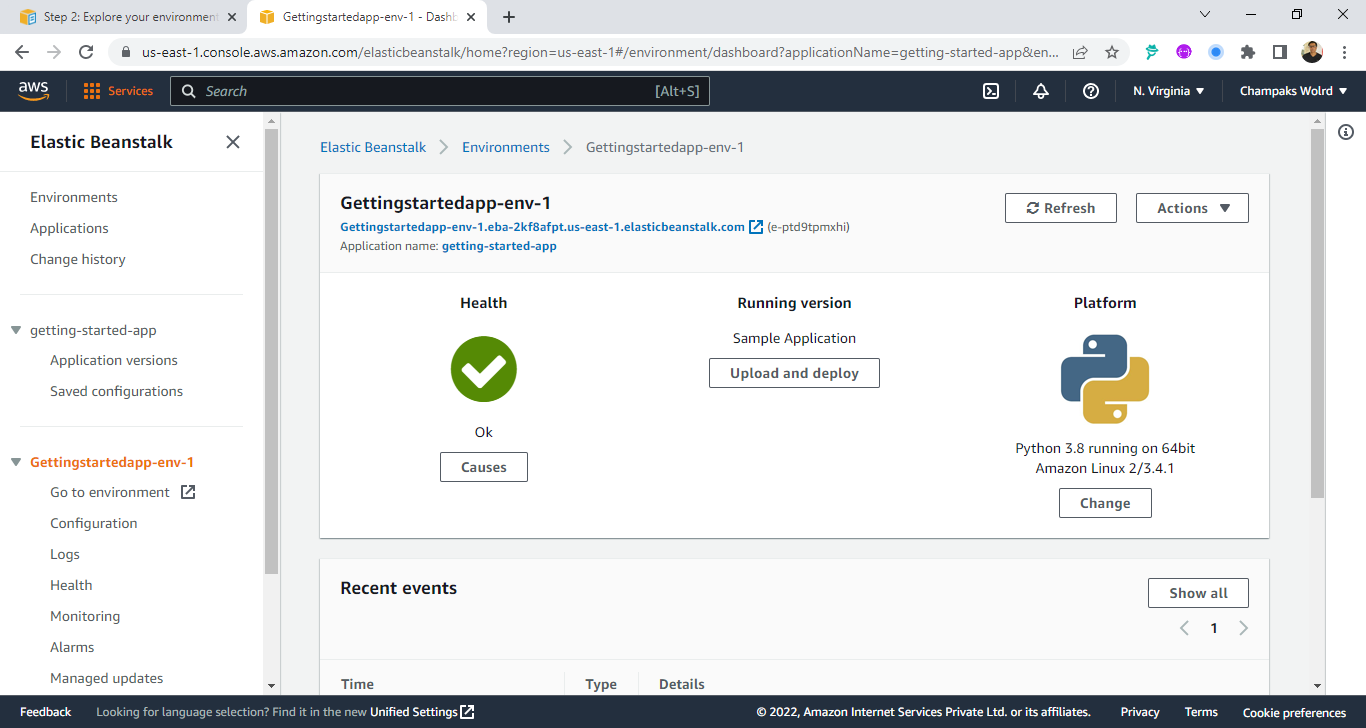 Step 2: Explore your environment
Gettingstartedapp-env-1 - Dashb
us-east-1.console.aws.amazon.com/elasticbeanstalk/home?region=us-east-1#/environment/dashboard?applicationName=getting-started-app&en...
aws
Services
Search
[Alt+S]
N. Virginia
Champaks Wolrd
Elastic Beanstalk
Environments
Applications
Change history
getting-started-app
Application versions
Saved configurations
Gettingstartedapp-env-1
Go to environment
Configuration
Logs
Health
Monitoring
Alarms
Managed updates
Elastic Beanstalk
Environments
Gettingstartedapp-env-1
Gettingstartedapp-env-1
Refresh
Actions
Gettingstartedapp-env-1.eba-2kf8afpt.us-east-1.elasticbeanstalk.com (e-ptd9tpmxhi)
Application name: getting-started-app
Health
Ok
Causes
Running version
Sample Application
Upload and deploy
Platform
Python 3.8 running on 64bit
Amazon Linux 2/3.4.1
Change
Recent events
Show all
1
Time
Type
Details
Feedback
Looking for language selection? Find it in the new Unified Settings
© 2022, Amazon Internet Services Private Ltd. or its affiliates.
Privacy
Terms
Cookie preferences